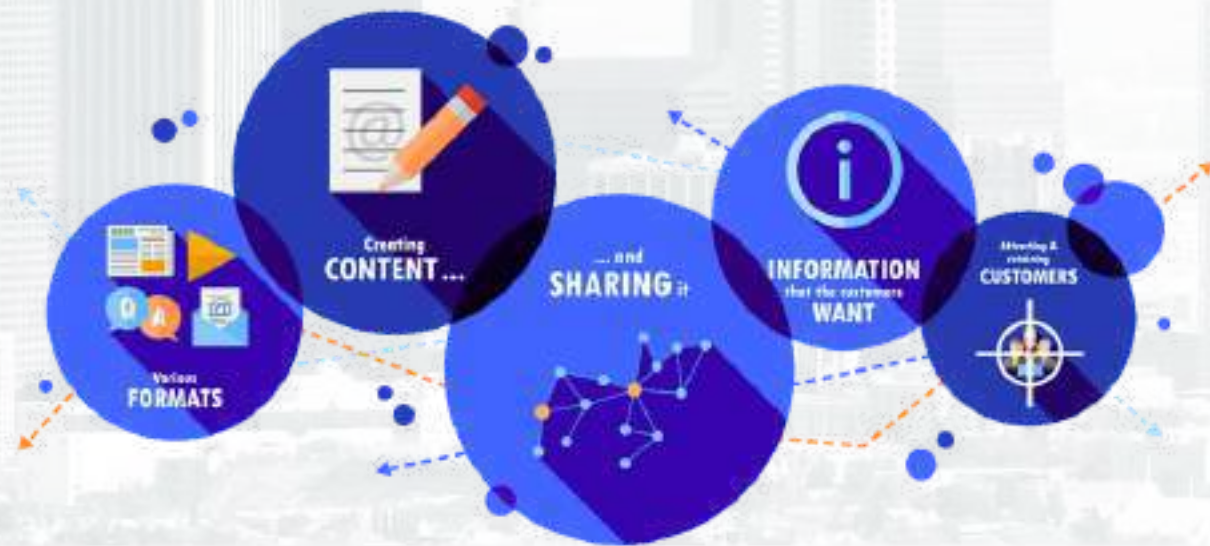 Various
FORMATS
Q A
@
@
Creating
CONTENT...
... and
SHARING it
i
INFORMATION
that the customers
WANT
Attracting &
retaining
CUSTOMERS